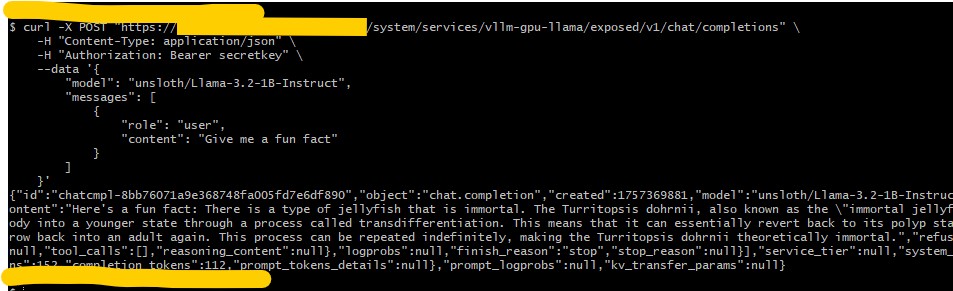 $ curl -X POST "https://                    /system/services/vllm-gpu-llama/exposed/v1/chat/completions" \
    -H "Content-Type: application/json" \
    -H "Authorization: Bearer secretkey" \
    --data '{
        "model": "unsloth/Llama-3.2-1B-Instruct",
        "messages": [
            {
                "role": "user",
                "content": "Give me a fun fact"
            }
        ]
    }'
{"id":"chatcmpl-8bb76071a9e368748fa005fd7e6df890","object":"chat.completion","created":1757369881,"model":"unsloth/Llama-3.2-1B-Instruc
ontent":"Here's a fun fact: There is a type of jellyfish that is immortal. The Turritopsis dohrnii, also known as the \"immortal jellyf
ody into a younger state through a process called transdifferentiation. This means that it can essentially revert back to its polyp sta
row back into an adult again. This process can be repeated indefinitely, making the Turritopsis dohrnii theoretically immortal.","refus
null,"tool_calls":[],"reasoning_content":null},"logprobs":null,"finish_reason":"stop","stop_reason":null}],"service_tier":null,"system_
ns":152,"completion_tokens":112,"prompt_tokens_details":null},"prompt_logprobs":null,"kv_transfer_params":null}